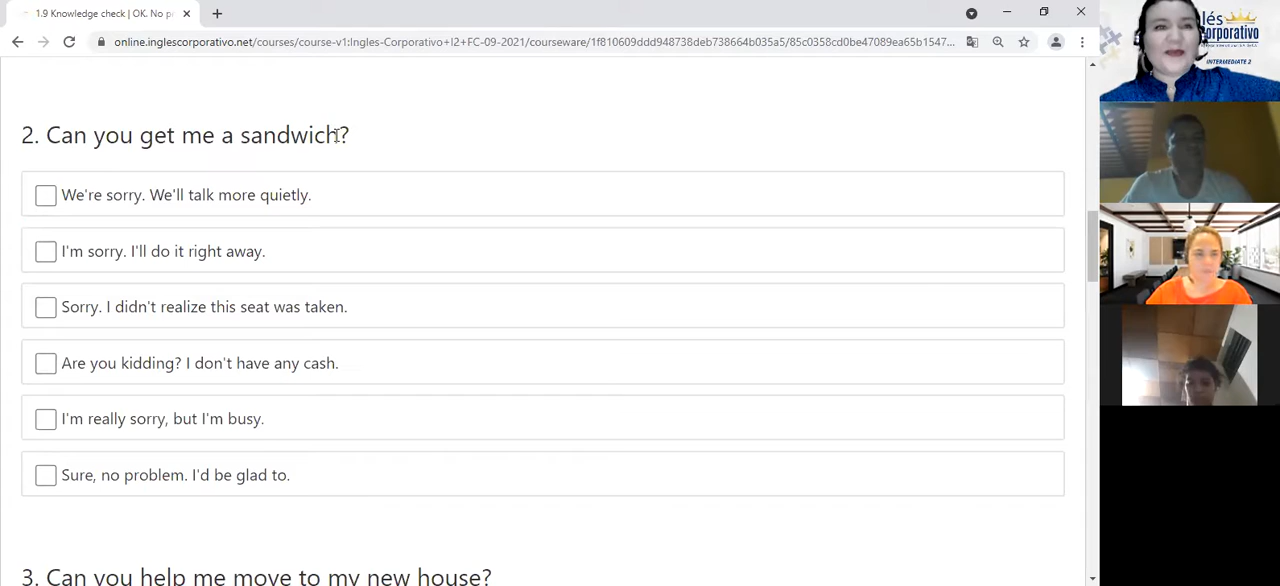 1.9 Knowledge check | OK. No p
online.inglescorporativo.net/courses/course-v1:Ingles-Corporativo+I2+FC-09-A-21/courseware/1f810609ddd948738deb738664b035a5/85c0358cd0be47089ea65b1547...
2. Can you get me a sandwich?
We're sorry. We'll talk more quietly.
I'm sorry. I'll do it right away.
Sorry. I didn't realize this seat was taken.
Are you kidding? I don't have any cash.
I'm really sorry, but I'm busy.
Sure, no problem. I'd be glad to.
3. Can you help me move to my new house?
lés
orporativo
INTERMEDIATE 2